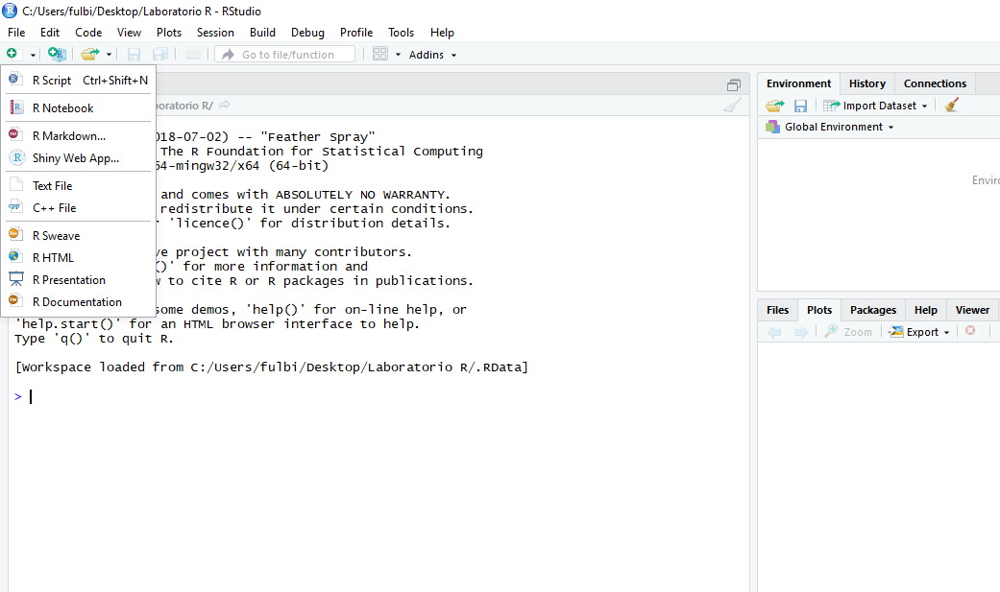 C:/Users/fulbi/Desktop/Laboratorio R - RStudio
File Edit Code View Plots Session Build Debug Profile Tools Help
Go to file/function Addins
R Script Ctrl+Shift+N
R Notebook
R Markdown...
Shiny Web App...
Text File
C++ File
R Sweave
R HTML
R Presentation
R Documentation
boratorio R/
018-07-02) -- "Feather Spray"
The R Foundation for Statistical Computing
64-mingw32/x64 (64-bit)
and comes with ABSOLUTELY NO WARRANTY.
redistribute it under certain conditions.
'licence()' for distribution details.
ve project with many contributors.
()' for more information and
w to cite R or R packages in publications.
some demos, 'help()' for on-line help, or
'help.start()' for an HTML browser interface to help.
Type 'q()' to quit R.
[Workspace loaded from C:/Users/fulbi/Desktop/Laboratorio R/.RData]
>
Environment History Connections
Import Dataset
Global Environment
Enviro
Files Plots Packages Help Viewer
Zoom Export